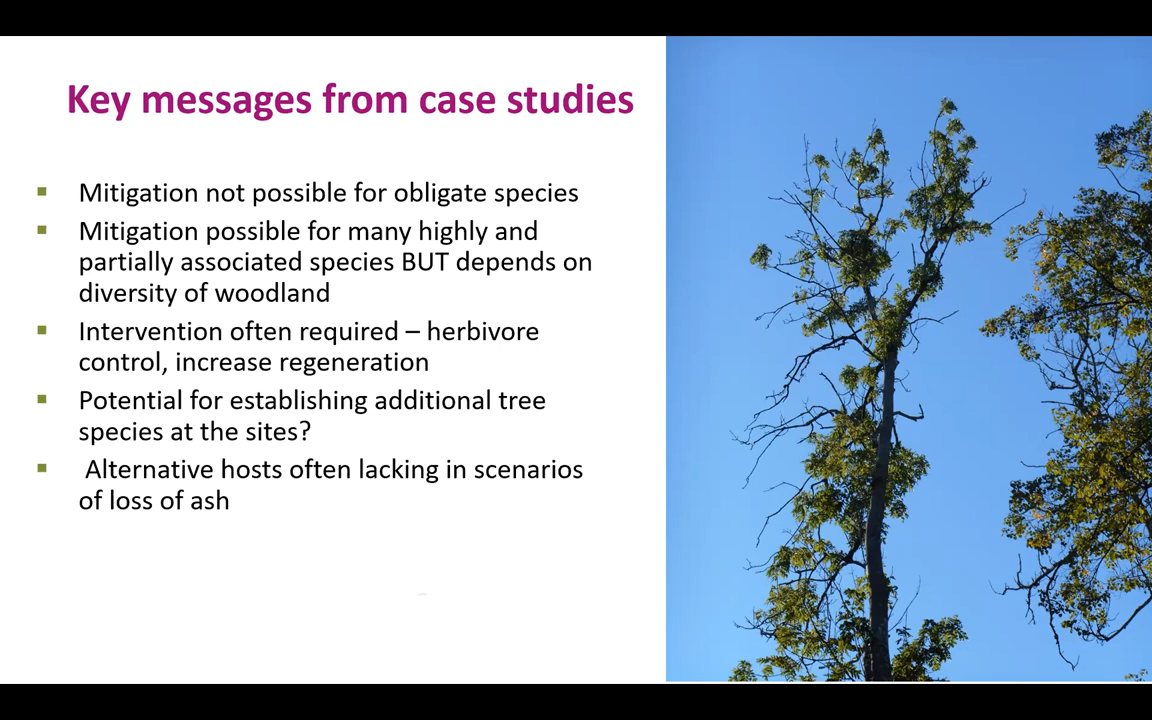 Key messages from case studies
▪ Mitigation not possible for obligate species
▪ Mitigation possible for many highly and
partially associated species BUT depends on
diversity of woodland
▪ Intervention often required – herbivore
control, increase regeneration
▪ Potential for establishing additional tree
species at the sites?
▪ Alternative hosts often lacking in scenarios
of loss of ash